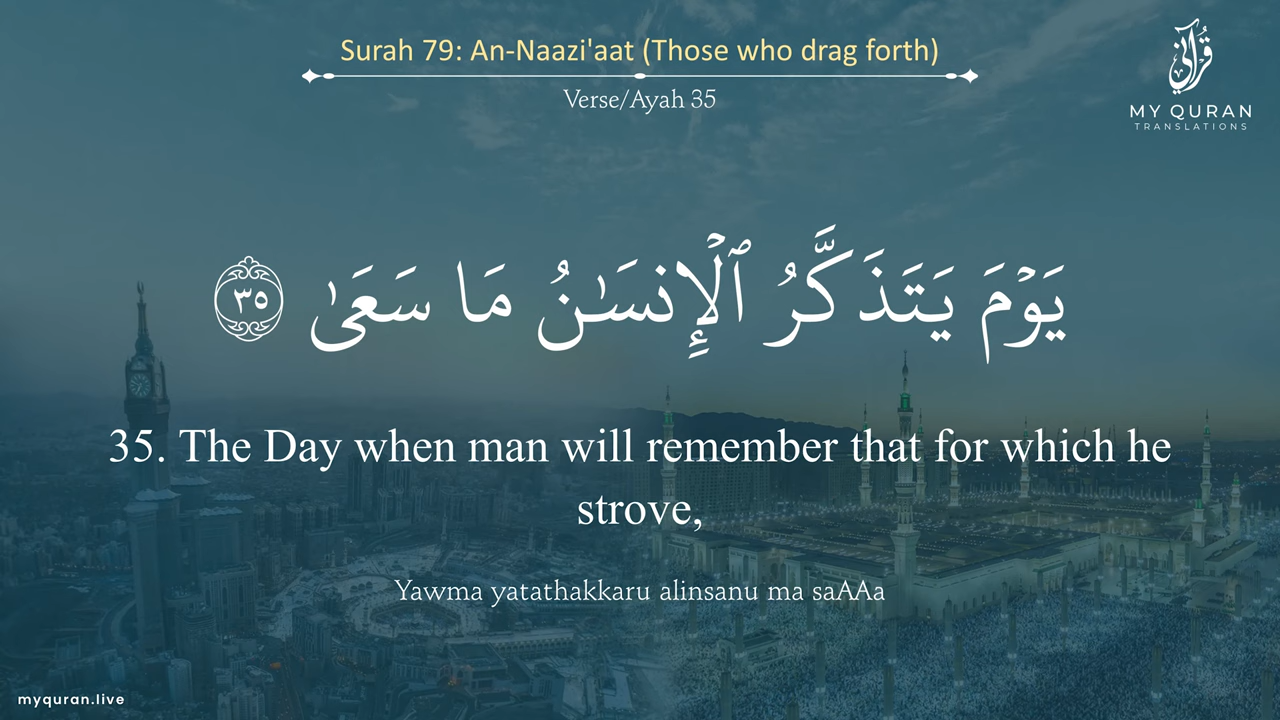 Surah 79: An-Naazi'aat (Those who drag forth)
Verse/Ayah 35
قرآني
MY QURAN
TRANSLATIONS
يَوْمَ يَتَذَكَّرُ ٱلْإِنسَـٰنُ مَا سَعَىٰ ٣٥
35. The Day when man will remember that for which he
strove,
Yawma yatathakkaru alinsanu ma saAAa
myquran.live